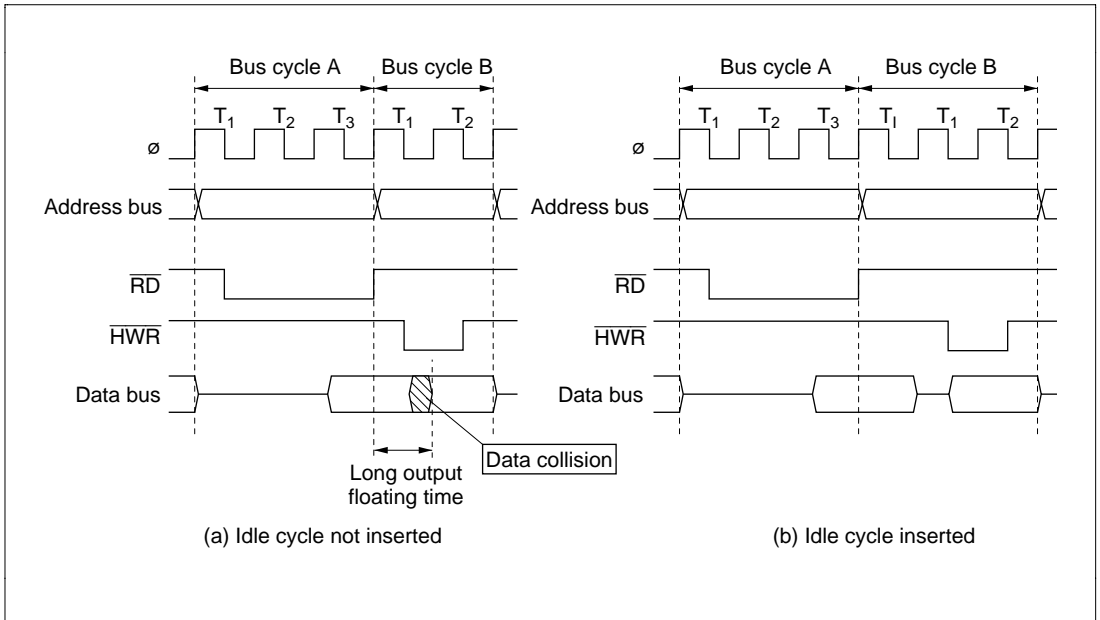 Bus cycle A Bus cycle B
T1 T2 T3 T1 T2
ø
Address bus
RD
HWR
Data bus
Data collision
Long output
floating time
(a) Idle cycle not inserted
Bus cycle A Bus cycle B
T1 T2 T3 TI T1 T2
ø
Address bus
RD
HWR
Data bus
(b) Idle cycle inserted